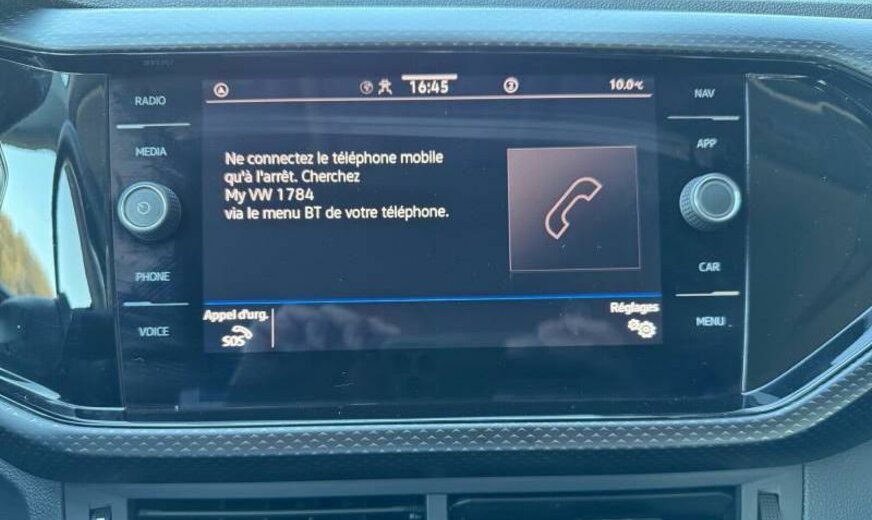 RADIO
MEDIA
PHONE
VOICE
16:45
2
10.0°C
Ne connectez le téléphone mobile
qu'à l'arrêt. Cherchez
My VW 1784
via le menu BT de votre téléphone.
Appel d'urg.
SOS
Réglages
NAV
APP
CAR
MENU